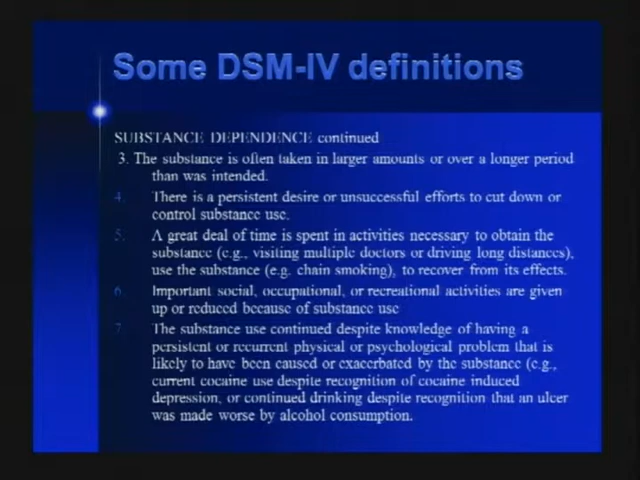 Some DSM-IV definitions
SUBSTANCE DEPENDENCE continued
3. The substance is often taken in larger amounts or over a longer period
than was intended.
4. There is a persistent desire or unsuccessful efforts to cut down or
control substance use.
5. A great deal of time is spent in activities necessary to obtain the
substance (e.g., visiting multiple doctors or driving long distances),
use the substance (e.g. chain smoking), to recover from its effects.
6. Important social, occupational, or recreational activities are given
up or reduced because of substance use
7. The substance use continued despite knowledge of having a
persistent or recurrent physical or psychological problem that is
likely to have been caused or exacerbated by the substance (e.g.,
current cocaine use despite recognition of cocaine induced
depression, or continued drinking despite recognition that an ulcer
was made worse by alcohol consumption.